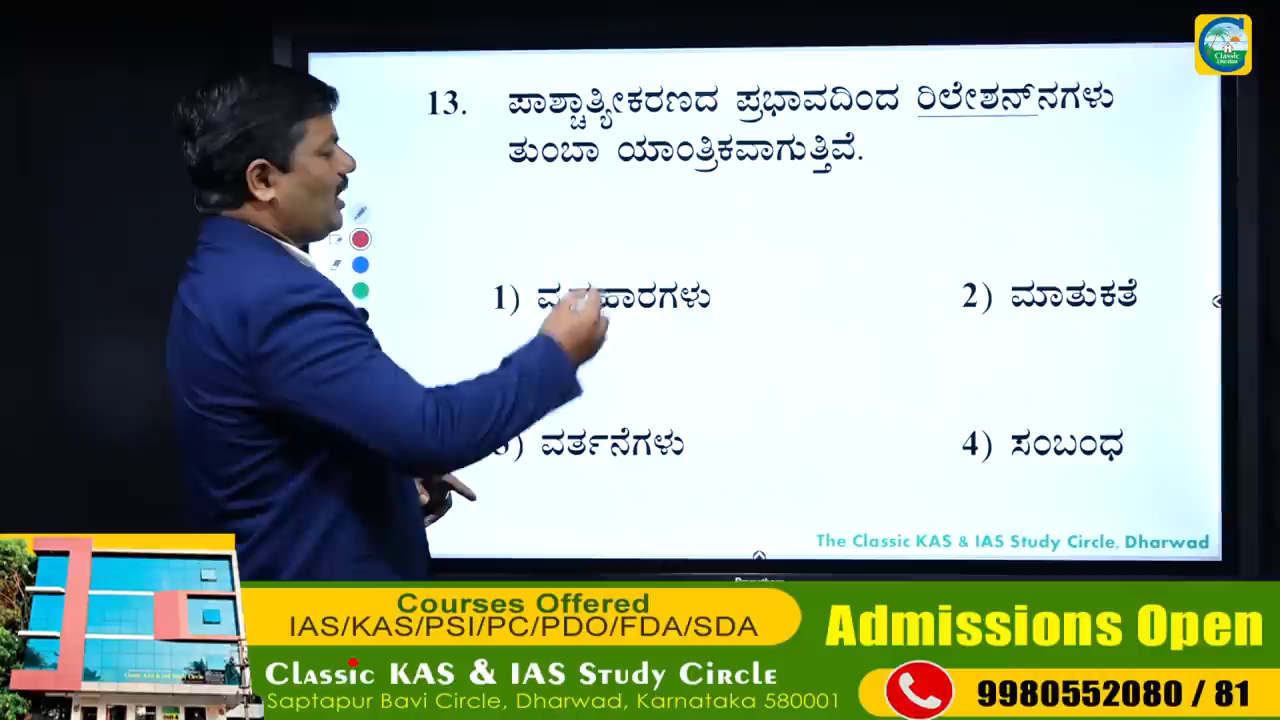 13. ಪಾಶ್ಚಾತ್ಯೀಕರಣದ ಪ್ರಭಾವದಿಂದ ರಿಲೇಶನ್‌ನಗಳು
ತುಂಬಾ ಯಾಂತ್ರಿಕವಾಗುತ್ತಿವೆ.
1) 2) ಮಾತುಕತೆ
ವರ್ತನೆಗಳು 4) ಸಂಬಂಧ
The Classic KAS & IAS Study Circle, Dharwad
Courses Offered
IAS/KAS/PSI/PC/PDO/FDA/SDA
Classic KAS & IAS Study Circle
Saptapur Bavi Circle, Dharwad, Karnataka 580001
Admissions Open
9980552080 / 81
Classic